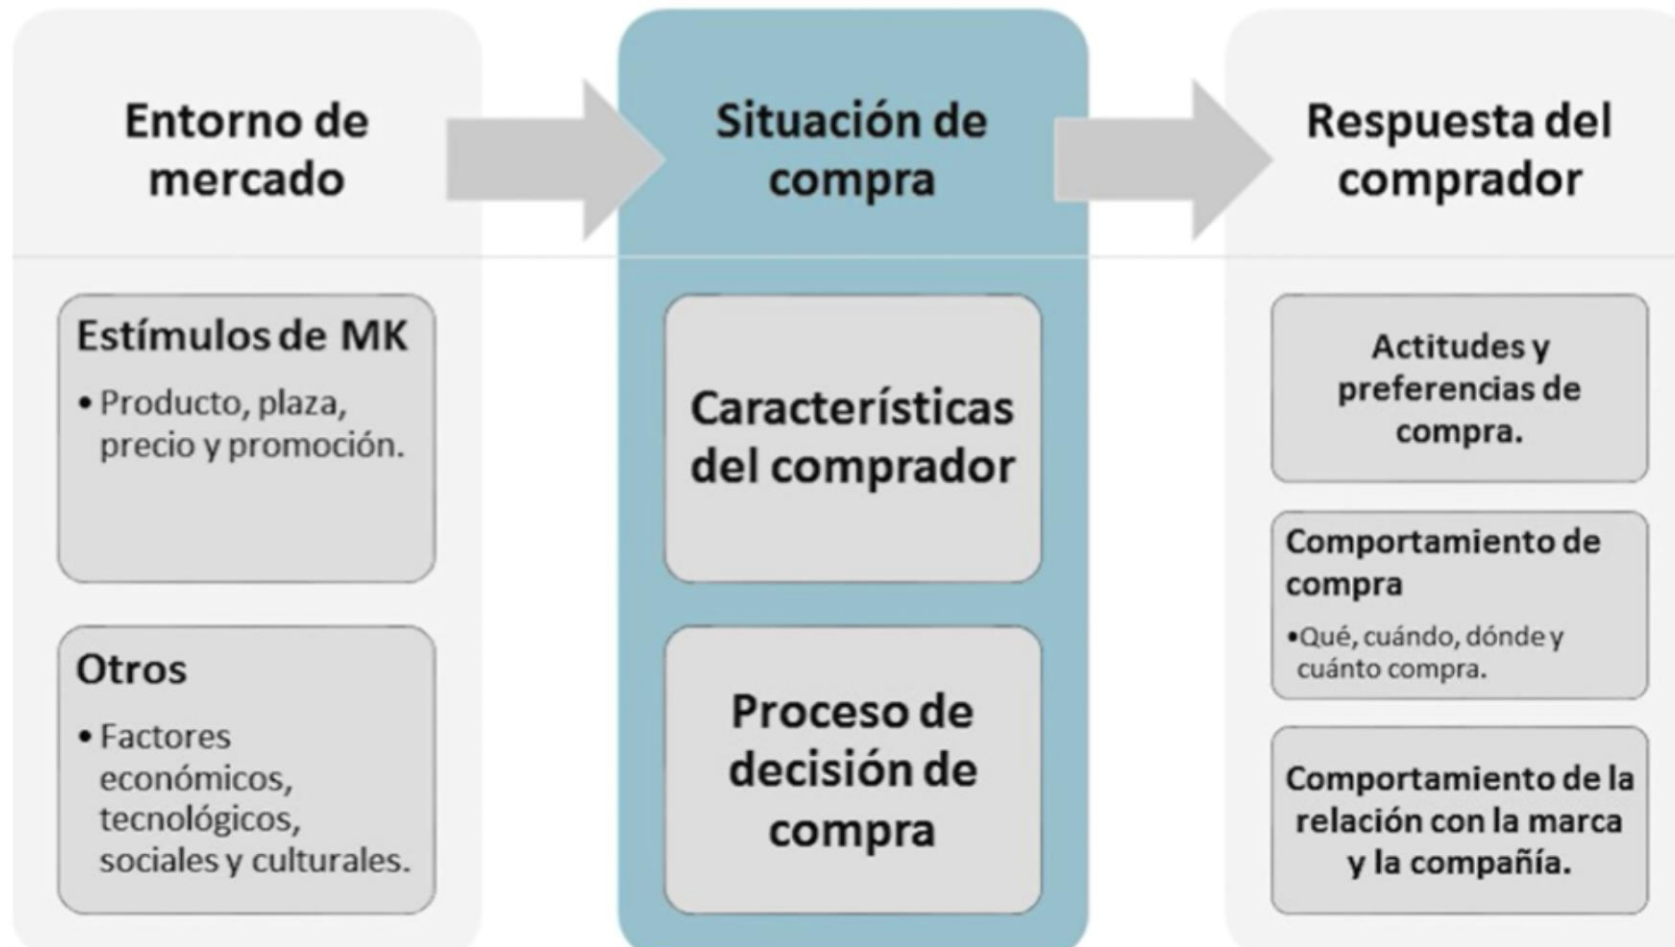 Entorno de
mercado
Situación de
compra
Respuesta del
comprador
Estímulos de MK
• Producto, plaza,
precio y promoción.
Otros
• Factores
económicos,
tecnológicos,
sociales y culturales.
Características
del comprador
Proceso de
decisión de
compra
Actitudes y
preferencias de
compra.
Comportamiento de
compra
•Qué, cuándo, dónde y
cuánto compra.
Comportamiento de la
relación con la marca
y la compañía.